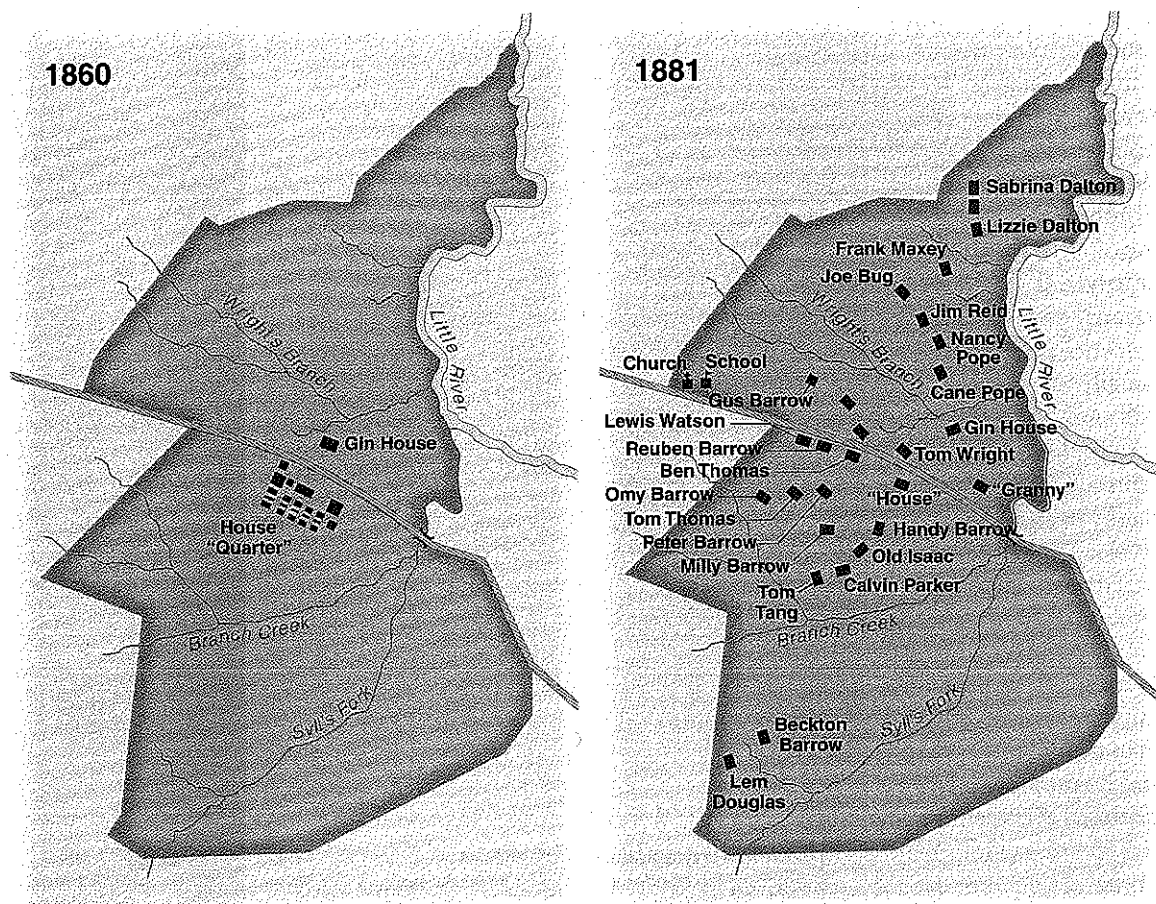 1860
Wright's Branch
Little River
Gin House
House
"Quarter"
Branch Creek
Syll's Fork
1881
Sabrina Dalton
Lizzie Dalton
Frank Maxey
Joe Bug
Jim Reid
Wright's Branch
Little River
Nancy
Pope
Church
School
Gus Barrow
Cane Pope
Lewis Watson
Gin House
Reuben Barrow
Tom Wright
Ben Thomas
Omy Barrow
"House"
"Granny"
Tom Thomas
Handy Barrow
Peter Barrow
Old Isaac
Milly Barrow
Calvin Parker
Tom
Tang
Branch Creek
Syll's Fork
Beckton
Barrow
Lem
Douglas